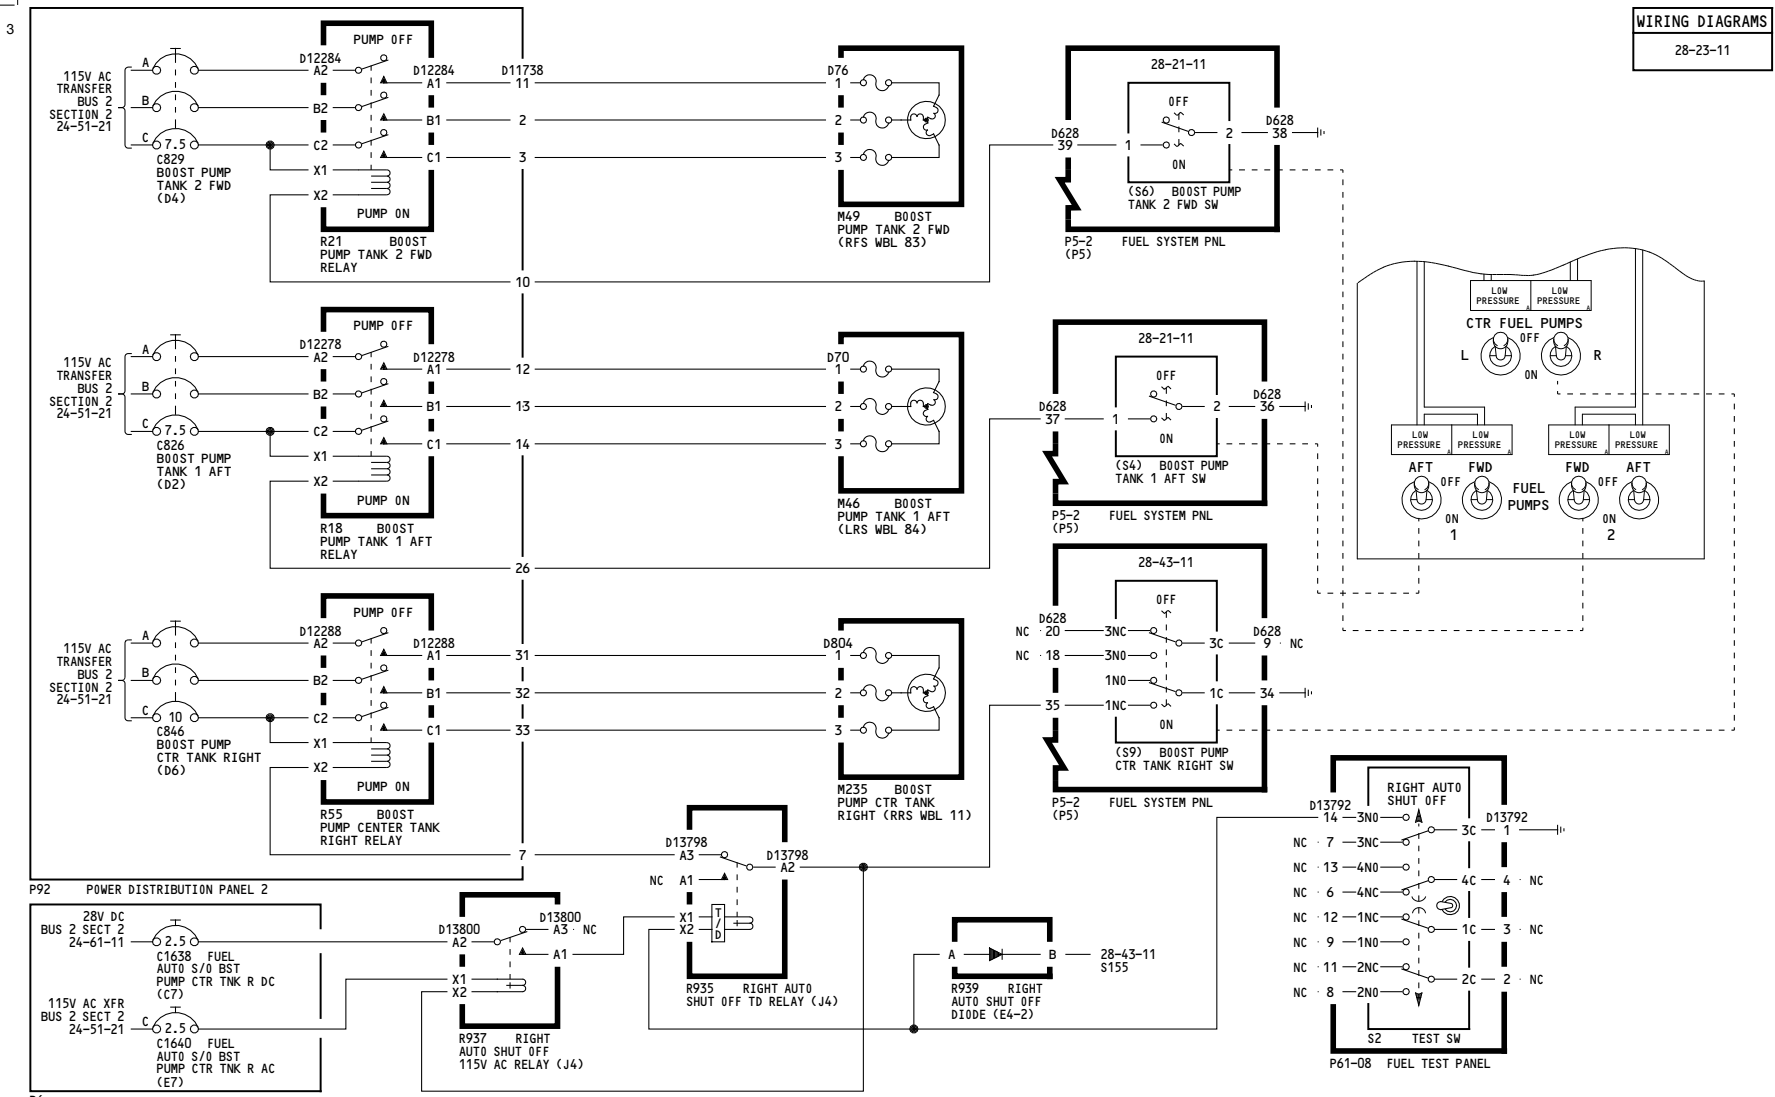 3
WIRING DIAGRAMS
28-23-11
115V AC
TRANSFER
BUS 2
SECTION 2
24-51-21
A
B
C
7.5
C829
BOOST PUMP
TANK 2 FWD
(D4)
PUMP OFF
D12284
A2
B2
C2
X1
X2
D12284
A1
B1
C1
PUMP ON
R21 BOOST
PUMP TANK 2 FWD
RELAY
D11738
11
2
3
10
D76
1
2
3
M49 BOOST
PUMP TANK 2 FWD
(RFS WBL 83)
28-21-11
OFF
ON
D628
39
1
2
D628
38
(S6) BOOST PUMP
TANK 2 FWD SW
P5-2 FUEL SYSTEM PNL
(P5)
115V AC
TRANSFER
BUS 2
SECTION 2
24-51-21
A
B
C
7.5
C826
BOOST PUMP
TANK 1 AFT
(D2)
PUMP OFF
D12278
A2
B2
C2
X1
X2
D12278
A1
B1
C1
PUMP ON
R18 BOOST
PUMP TANK 1 AFT
RELAY
12
13
14
26
D70
1
2
3
M46 BOOST
PUMP TANK 1 AFT
(LRS WBL 84)
28-21-11
OFF
ON
D628
37
1
2
D628
36
(S4) BOOST PUMP
TANK 1 AFT SW
P5-2 FUEL SYSTEM PNL
(P5)
LOW
PRESSURE
A
LOW
PRESSURE
A
CTR FUEL PUMPS
OFF
L
R
ON
LOW
PRESSURE
A
LOW
PRESSURE
A
LOW
PRESSURE
A
LOW
PRESSURE
A
AFT
FWD
FWD
AFT
OFF
FUEL
PUMPS
OFF
ON
1
ON
2
115V AC
TRANSFER
BUS 2
SECTION 2
24-51-21
A
B
C
10
C846
BOOST PUMP
CTR TANK RIGHT
(D6)
PUMP OFF
D12288
A2
B2
C2
X1
X2
D12288
A1
B1
C1
PUMP ON
R55 BOOST
PUMP CENTER TANK
RIGHT RELAY
31
32
33
7
D804
1
2
3
M235 BOOST
PUMP CTR TANK
RIGHT (RRS WBL 11)
28-43-11
OFF
ON
D628
NC 20 3NC
NC 18 3NO
1NO
35 1NC
3C
D628
9 NC
1C 34
(S9) BOOST PUMP
CTR TANK RIGHT SW
P5-2 FUEL SYSTEM PNL
(P5)
P92 POWER DISTRIBUTION PANEL 2
28V DC
BUS 2 SECT 2
24-61-11
2.5
C1638 FUEL
AUTO S/O BST
PUMP CTR TNK R DC
(C7)
115V AC XFR
BUS 2 SECT 2
24-51-21
C
2.5
C1640 FUEL
AUTO S/O BST
PUMP CTR TNK R AC
(E7)
D13800
A2
X1
X2
D13800
A3 NC
A1
R937 RIGHT
AUTO SHUT OFF
115V AC RELAY (J4)
D13798
A3
NC A1
X1
X2
T/D
D13798
A2
R935 RIGHT AUTO
SHUT OFF TD RELAY (J4)
A
B
28-43-11
S155
R939 RIGHT
AUTO SHUT OFF
DIODE (E4-2)
RIGHT AUTO
SHUT OFF
D13792
14 3NO
NC 7 3NC
NC 13 4NO
NC 6 4NC
NC 12 1NC
NC 9 1NO
NC 11 2NC
NC 8 2NO
D13792
3C 1
4C 4 NC
1C 3 NC
2C 2 NC
S2 TEST SW
P61-08 FUEL TEST PANEL